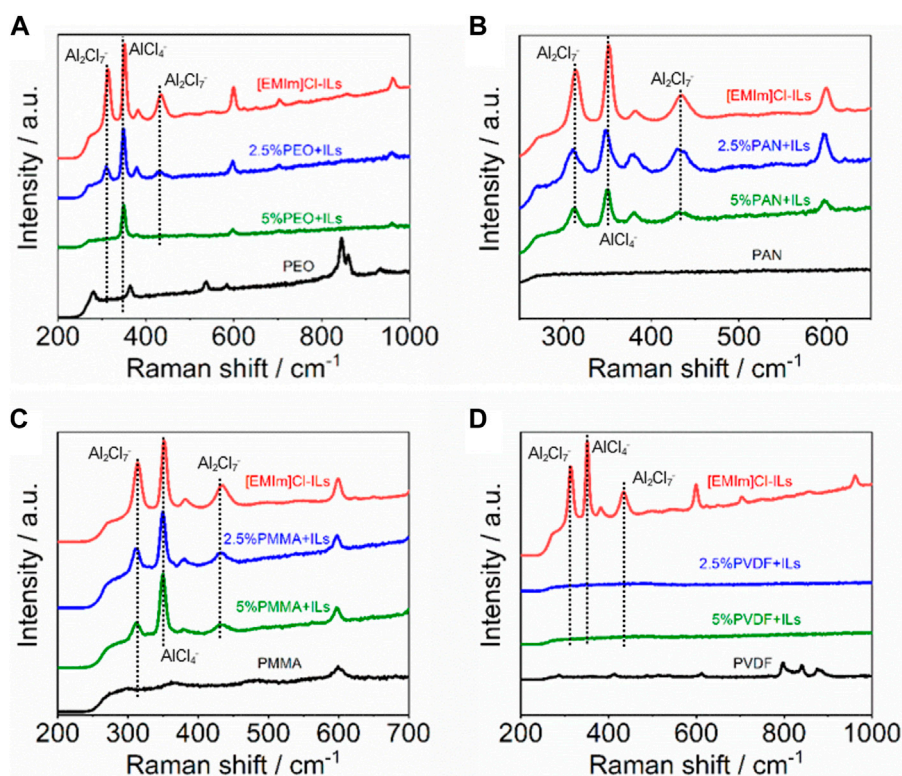 A
Al₂Cl₇⁻
AlCl₄⁻
Al₂Cl₇⁻
[EMIm]Cl-ILs
2.5%PEO+ILs
5%PEO+ILs
PEO
Intensity / a.u.
200 400 600 800 1000
Raman shift / cm⁻¹
B
Al₂Cl₇⁻
Al₂Cl₇⁻
[EMIm]Cl-ILs
2.5%PAN+ILs
5%PAN+ILs
AlCl₄⁻
PAN
Intensity / a.u.
300 400 500 600
Raman shift / cm⁻¹
C
Al₂Cl₇⁻
Al₂Cl₇⁻
[EMIm]Cl-ILs
2.5%PMMA+ILs
5%PMMA+ILs
AlCl₄⁻
PMMA
Intensity / a.u.
200 300 400 500 600 700
Raman shift / cm⁻¹
D
Al₂Cl₇⁻
AlCl₄⁻
Al₂Cl₇⁻
[EMIm]Cl-ILs
2.5%PVDF+ILs
5%PVDF+ILs
PVDF
Intensity / a.u.
200 400 600 800 1000
Raman shift / cm⁻¹